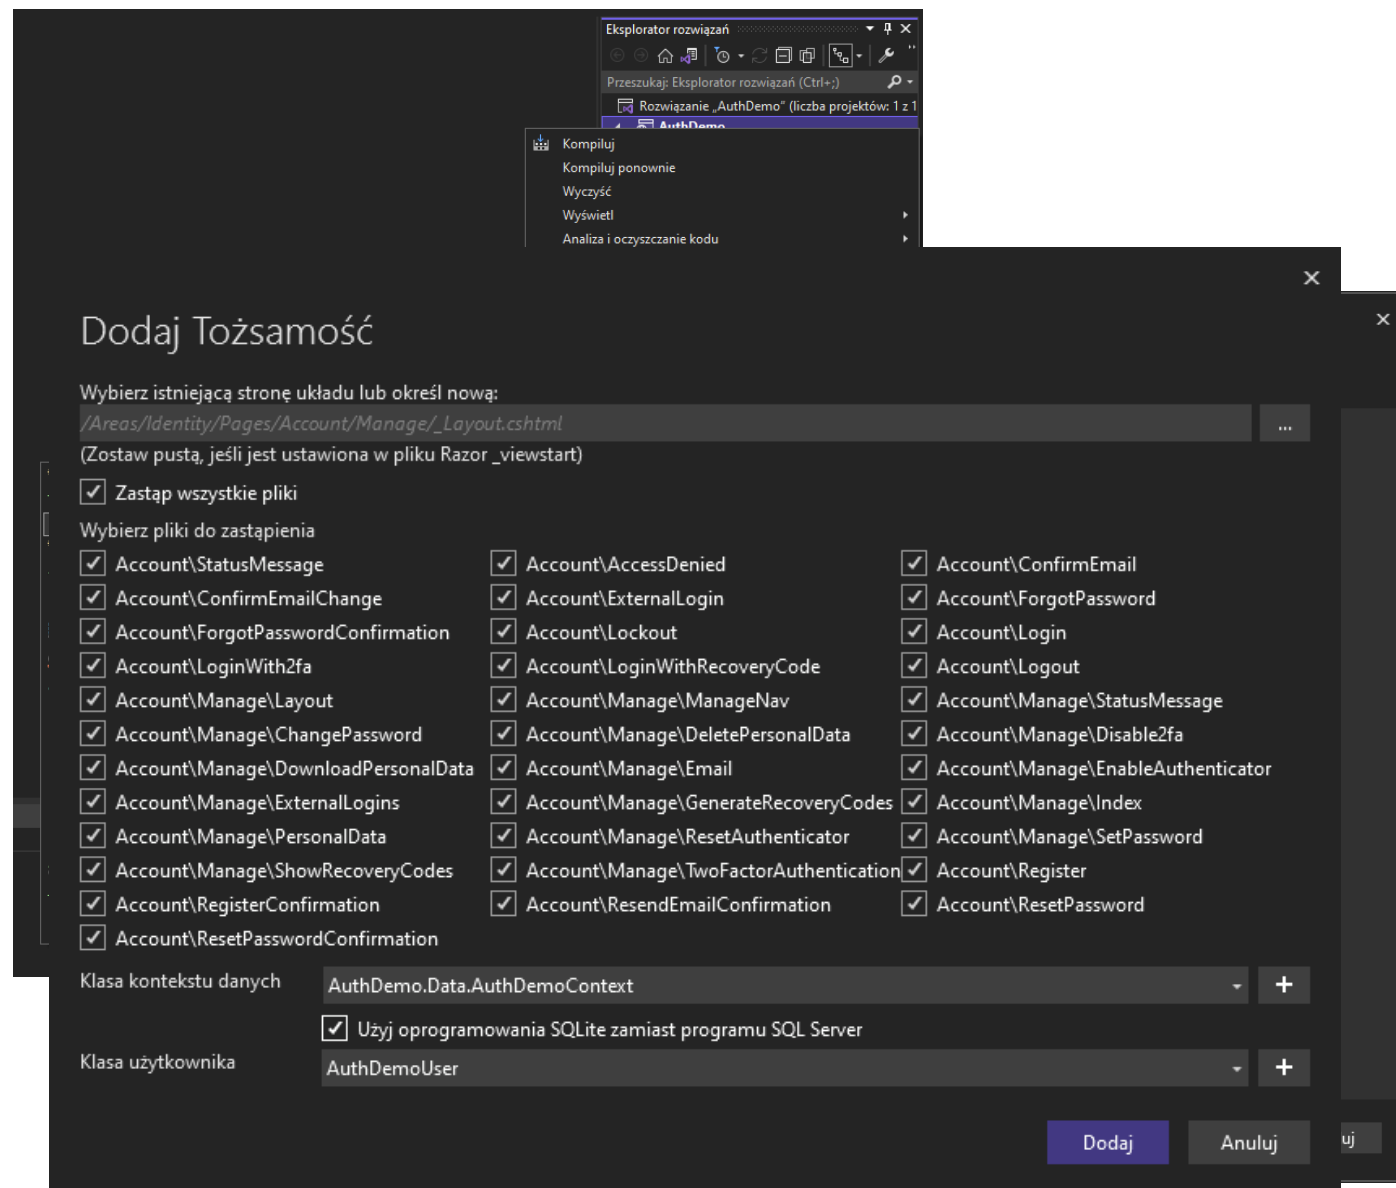 Eksplorator rozwiązań
Przeszukaj: Eksplorator rozwiązań (Ctrl+;)
Rozwiązanie „AuthDemo” (liczba projektów: 1 z 1
AuthDemo
Kompiluj
Kompiluj ponownie
Wyczyść
Wyświetl
Analiza i oczyszczanie kodu
Dodaj Tożsamość
Wybierz istniejącą stronę układu lub określ nową:
/Areas/Identity/Pages/Account/Manage/_Layout.cshtml
...
(Zostaw pustą, jeśli jest ustawiona w pliku Razor _viewstart)
Zastąp wszystkie pliki
Wybierz pliki do zastąpienia
Account\StatusMessage Account\AccessDenied Account\ConfirmEmail
Account\ConfirmEmailChange Account\ExternalLogin Account\ForgotPassword
Account\ForgotPasswordConfirmation Account\Lockout Account\Login
Account\LoginWith2fa Account\LoginWithRecoveryCode Account\Logout
Account\Manage\Layout Account\Manage\ManageNav Account\Manage\StatusMessage
Account\Manage\ChangePassword Account\Manage\DeletePersonalData Account\Manage\Disable2fa
Account\Manage\DownloadPersonalData Account\Manage\Email Account\Manage\EnableAuthenticator
Account\Manage\ExternalLogins Account\Manage\GenerateRecoveryCodes Account\Manage\Index
Account\Manage\PersonalData Account\Manage\ResetAuthenticator Account\Manage\SetPassword
Account\Manage\ShowRecoveryCodes Account\Manage\TwoFactorAuthentication Account\Register
Account\RegisterConfirmation Account\ResendEmailConfirmation Account\ResetPassword
Account\ResetPasswordConfirmation
Klasa kontekstu danych AuthDemo.Data.AuthDemoContext
Użyj oprogramowania SQLite zamiast programu SQL Server
Klasa użytkownika AuthDemoUser
Dodaj Anuluj uj